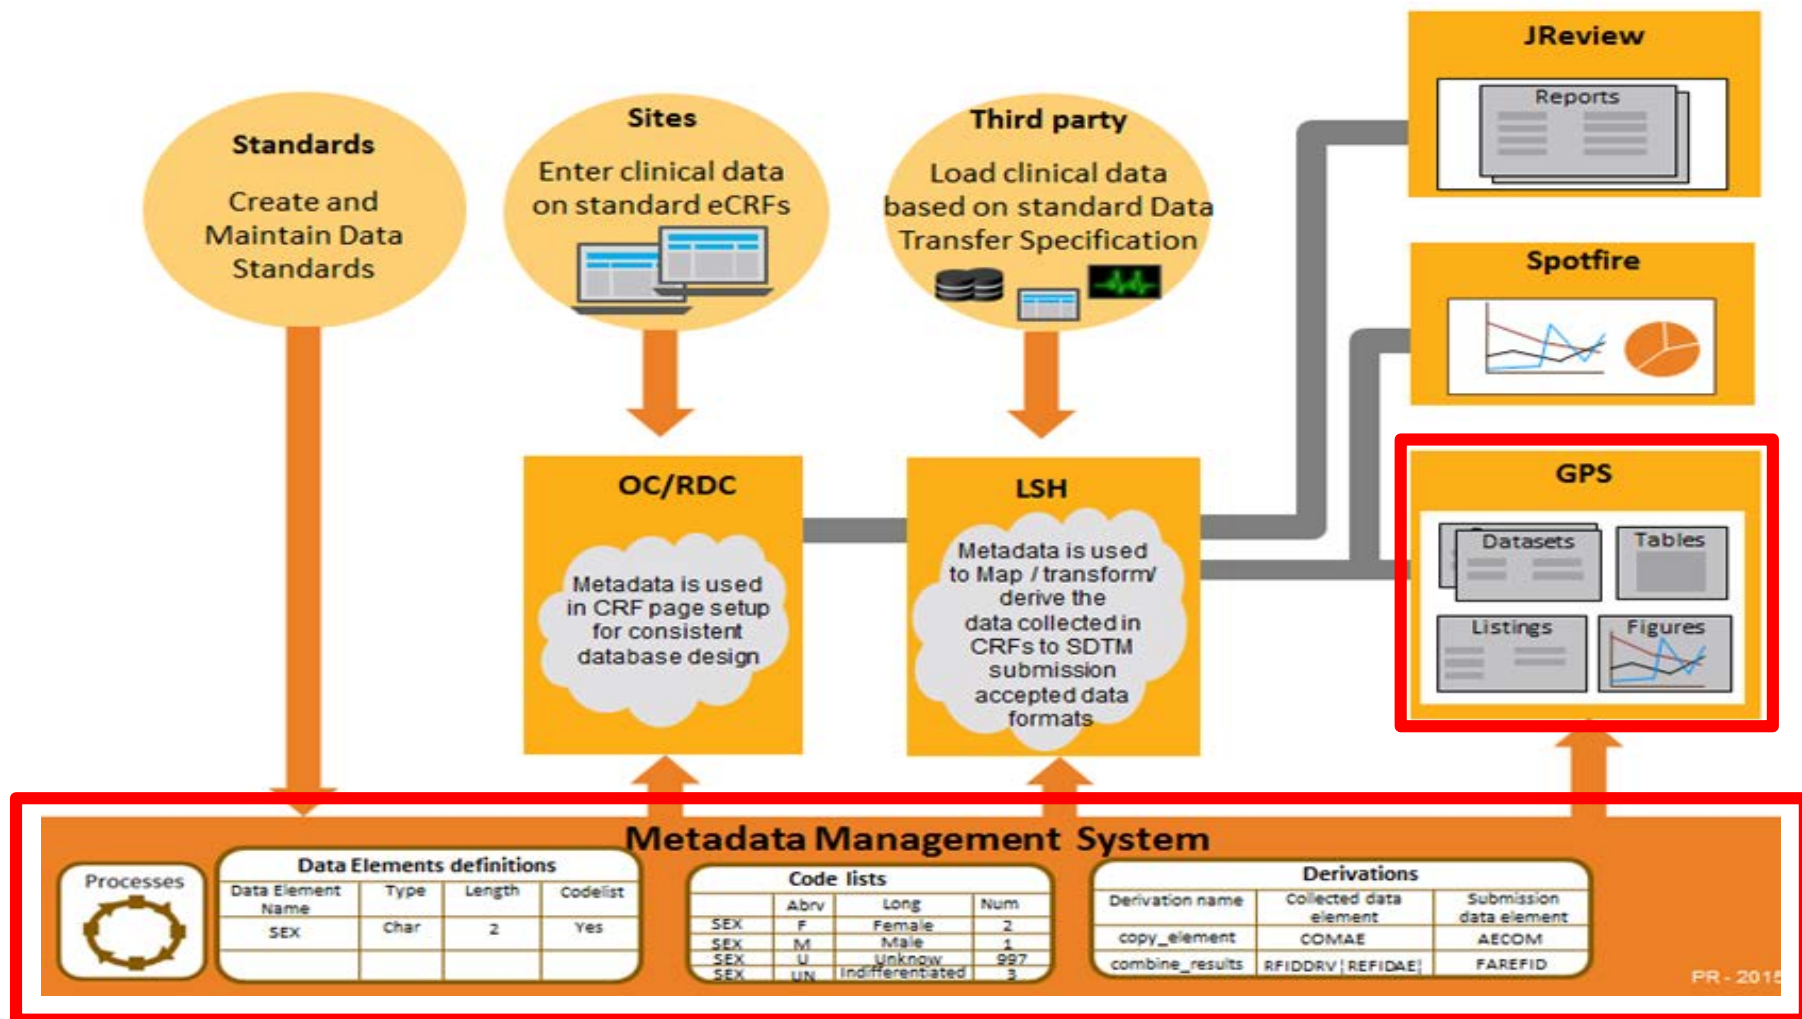 JReview
Reports
Standards
Create and
Maintain Data
Standards
Sites
Enter clinical data
on standard eCRFs
Third party
Load clinical data
based on standard Data
Transfer Specification
Spotfire
OC/RDC
Metadata is used
in CRF page setup
for consistent
database design
LSH
Metadata is used
to Map / transform/
derive the
data collected in
CRFs to SDTM
submission
accepted data
formats
GPS
Datasets
Tables
Listings
Figures
Metadata Management System
Processes
Data Elements definitions
Data Element Name Type Length Codelist
SEX Char 2 Yes
Code lists
Abrv Long Num
SEX F Female 2
SEX M Male 1
SEX U Unknow 997
SEX UN Indifferentiated 3
Derivations
Derivation name Collected data element Submission data element
copy_element COMAE AECOM
combine_results RFIDDRV¦REFIDAE¦ FAREFID
PR - 2015